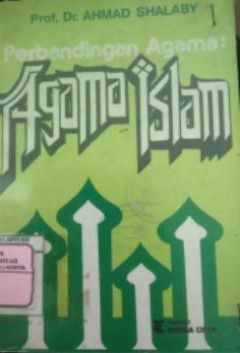 Prof. Dr. AHMAD SHALABY
Perbandingan Agama:
Agama Islam